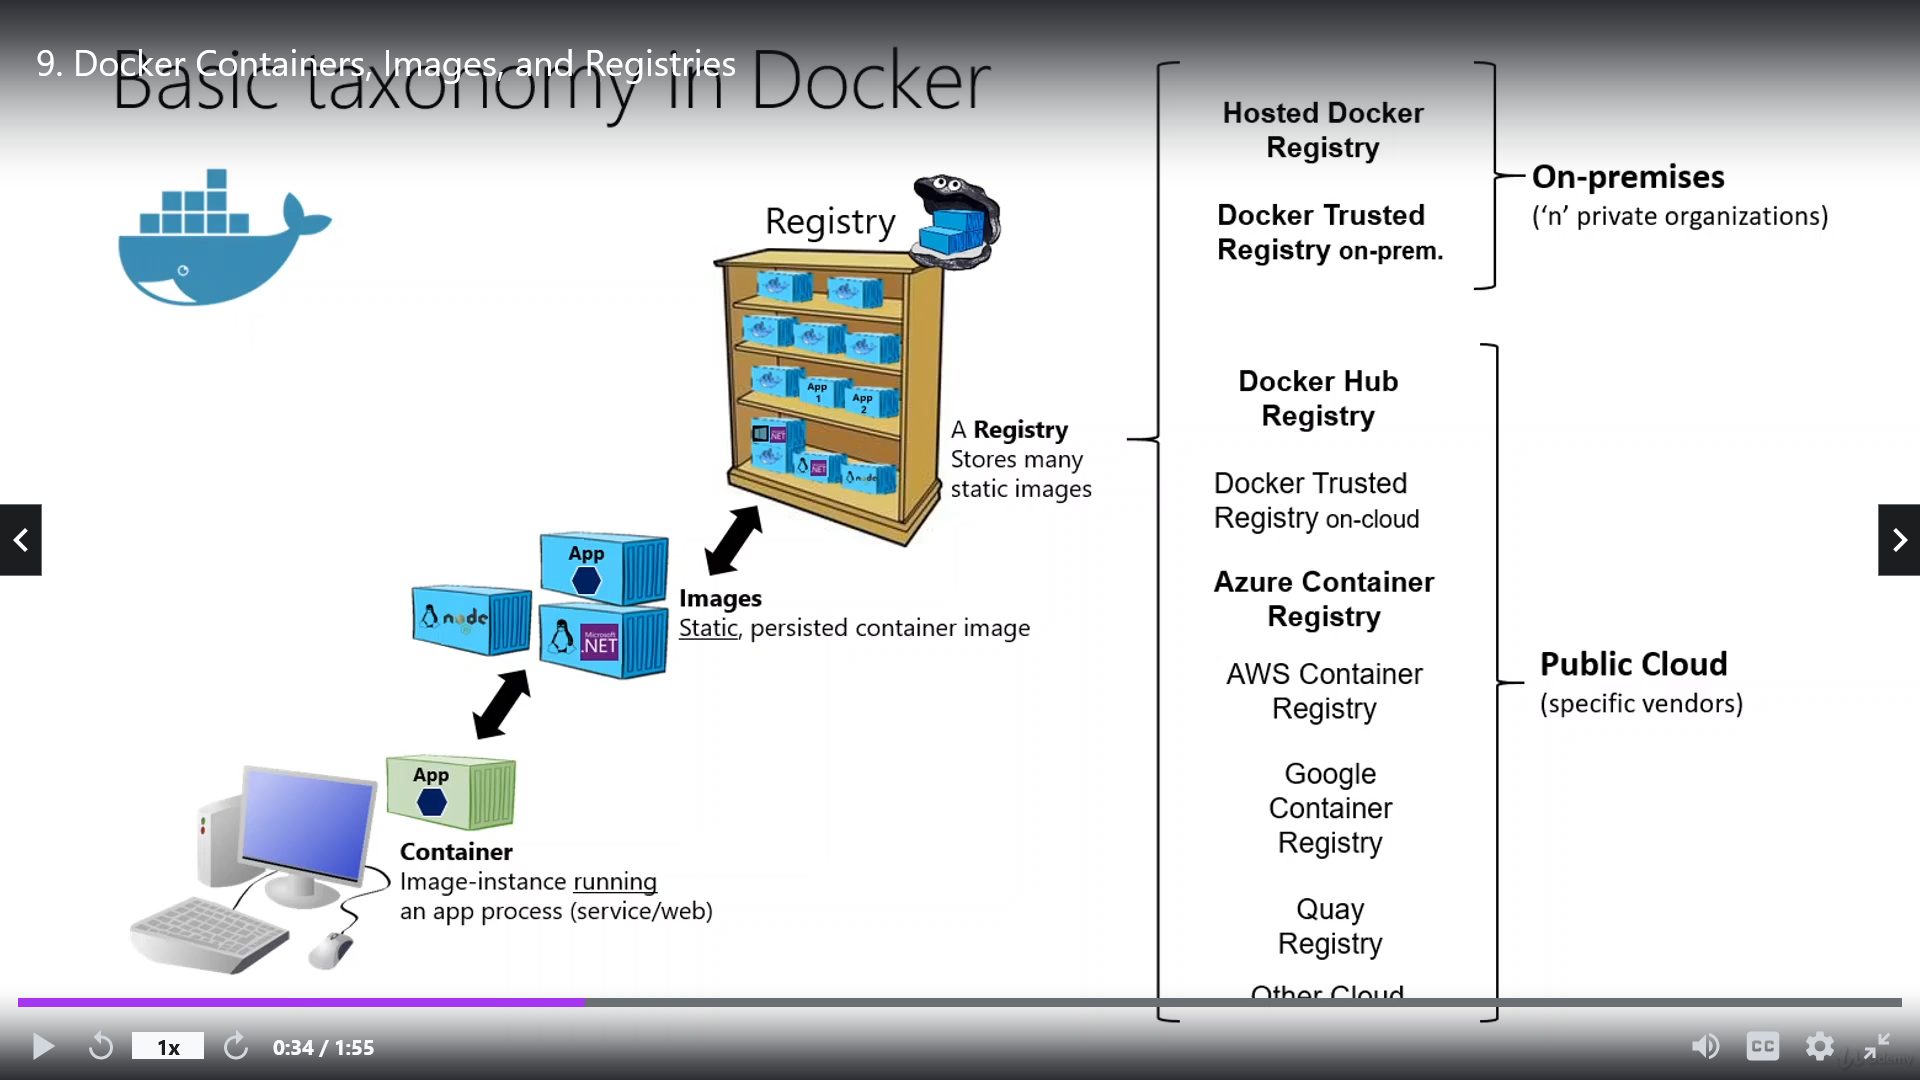 9. Docker Containers, Images, and Registries
Basic taxonomy in Docker
Registry
App
1
App
2
.NET
.NET
node
A Registry
Stores many
static images
App
node
Microsoft
.NET
Images
Static, persisted container image
App
Container
Image-instance running
an app process (service/web)
Hosted Docker
Registry
Docker Trusted
Registry on-prem.
On-premises
('n' private organizations)
Docker Hub
Registry
Docker Trusted
Registry on-cloud
Azure Container
Registry
AWS Container
Registry
Google
Container
Registry
Quay
Registry
Other Cloud
Public Cloud
(specific vendors)
1x
0:34 / 1:55
CC
udemy